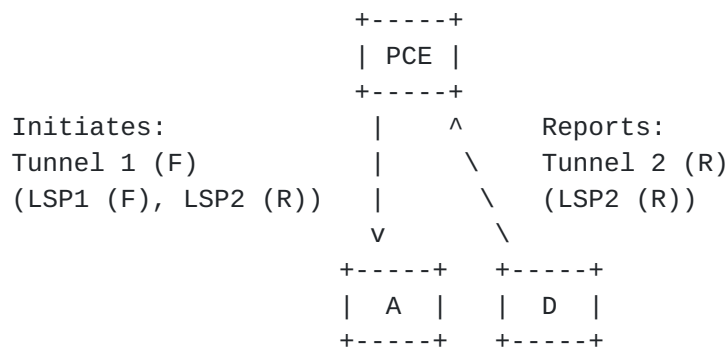 +-----+
                       | PCE |
                       +-----+
Initiates:              |    ^     Reports:
Tunnel 1 (F)            |     \    Tunnel 2 (R)
(LSP1 (F), LSP2 (R))    |      \   (LSP2 (R))
                        v       \
                      +-----+   +-----+
                      |  A  |   |  D  |
                      +-----+   +-----+